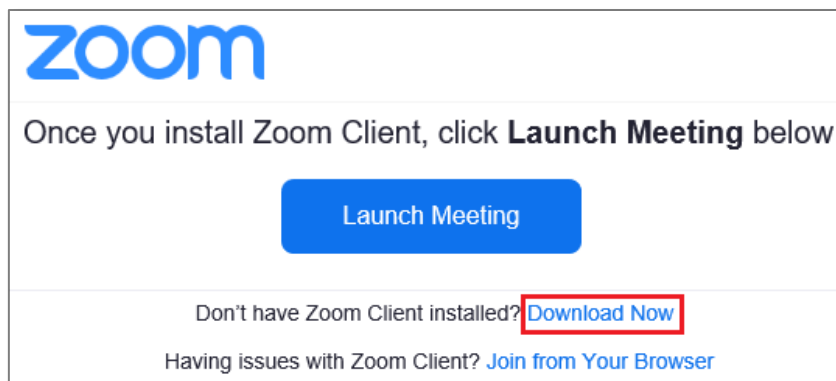 zoom
Once you install Zoom Client, click Launch Meeting below
Launch Meeting
Don't have Zoom Client installed? Download Now
Having issues with Zoom Client? Join from Your Browser